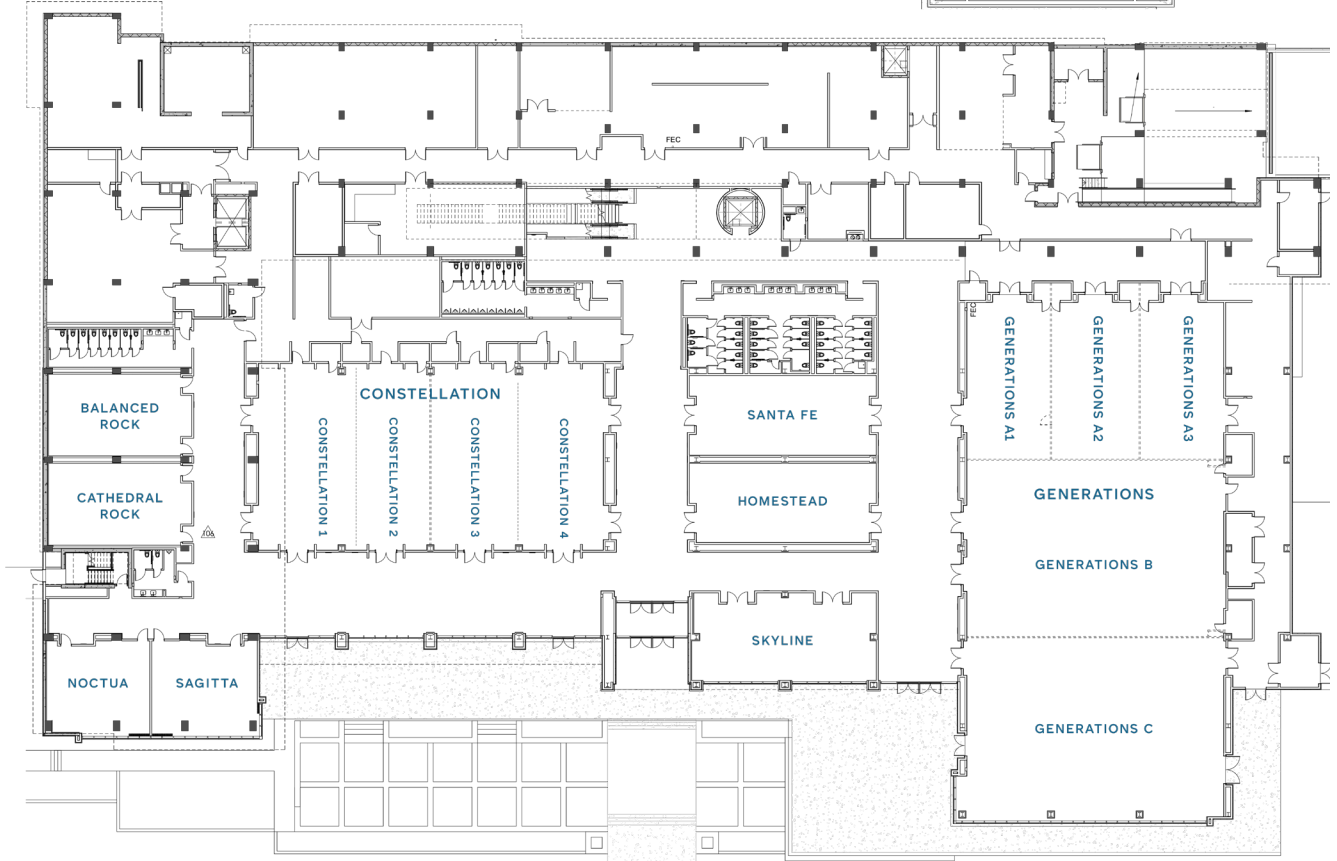 FEC
FEC
CONSTELLATION
CONSTELLATION 1
CONSTELLATION 2
CONSTELLATION 3
CONSTELLATION 4
GENERATIONS A1
GENERATIONS A2
GENERATIONS A3
BALANCED
ROCK
SANTA FE
CATHEDRAL
ROCK
HOMESTEAD
GENERATIONS
GENERATIONS B
SKYLINE
NOCTUA
SAGITTA
GENERATIONS C